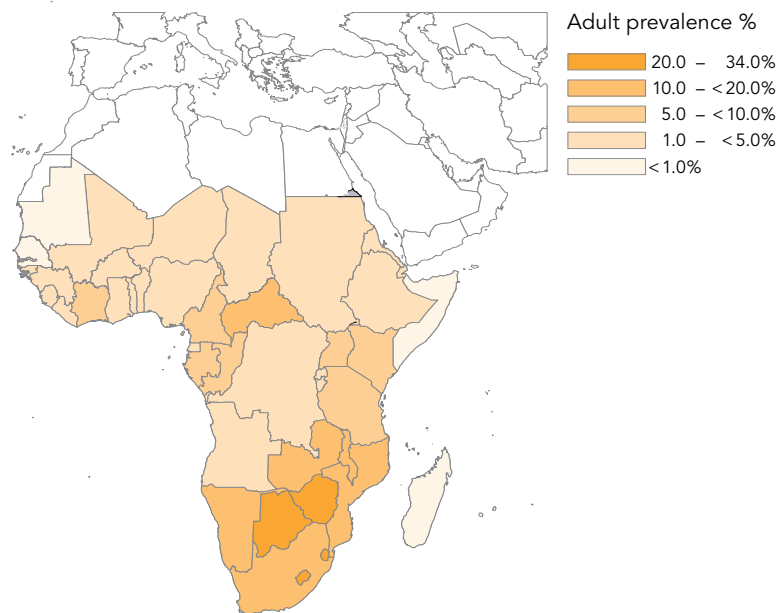 Adult prevalence %
20.0 – 34.0%
10.0 – <20.0%
5.0 – <10.0%
1.0 – <5.0%
<1.0%